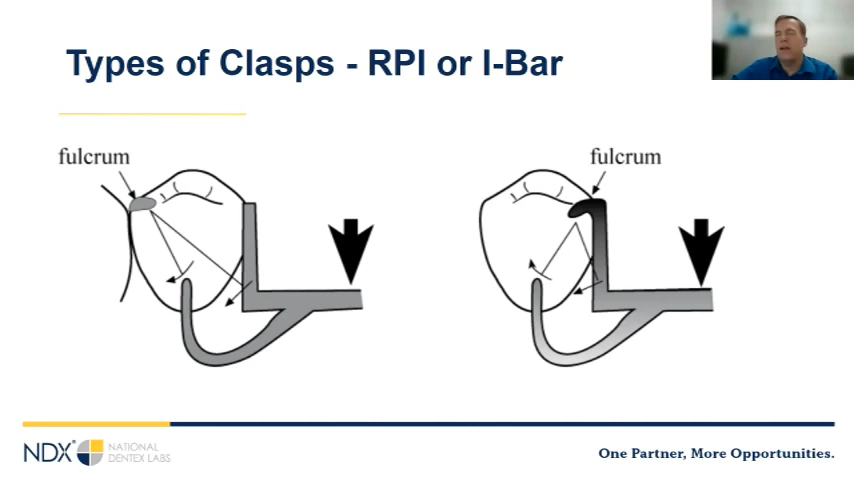 Types of Clasps - RPI or I-Bar
fulcrum
fulcrum
NDX
NATIONAL
DENTEX LABS
One Partner, More Opportunities.